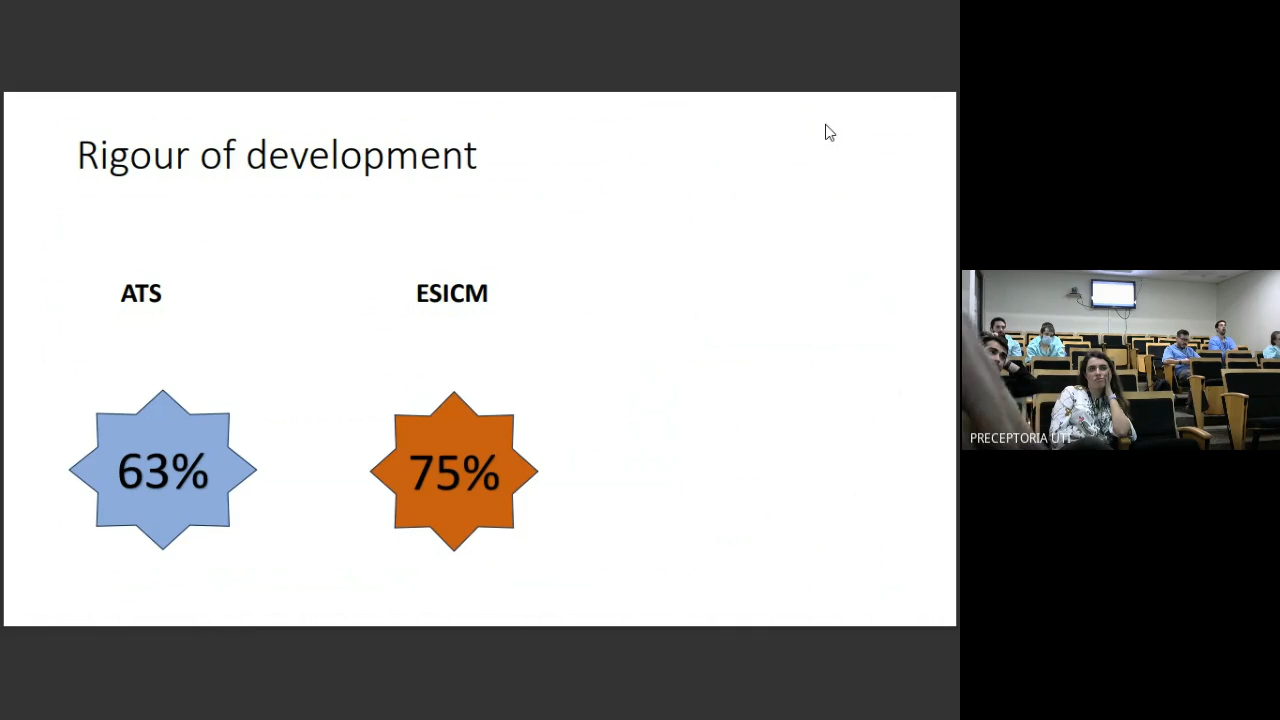 Rigour of development
ATS
ESICM
63%
75%
PRECEPTORIA UTI